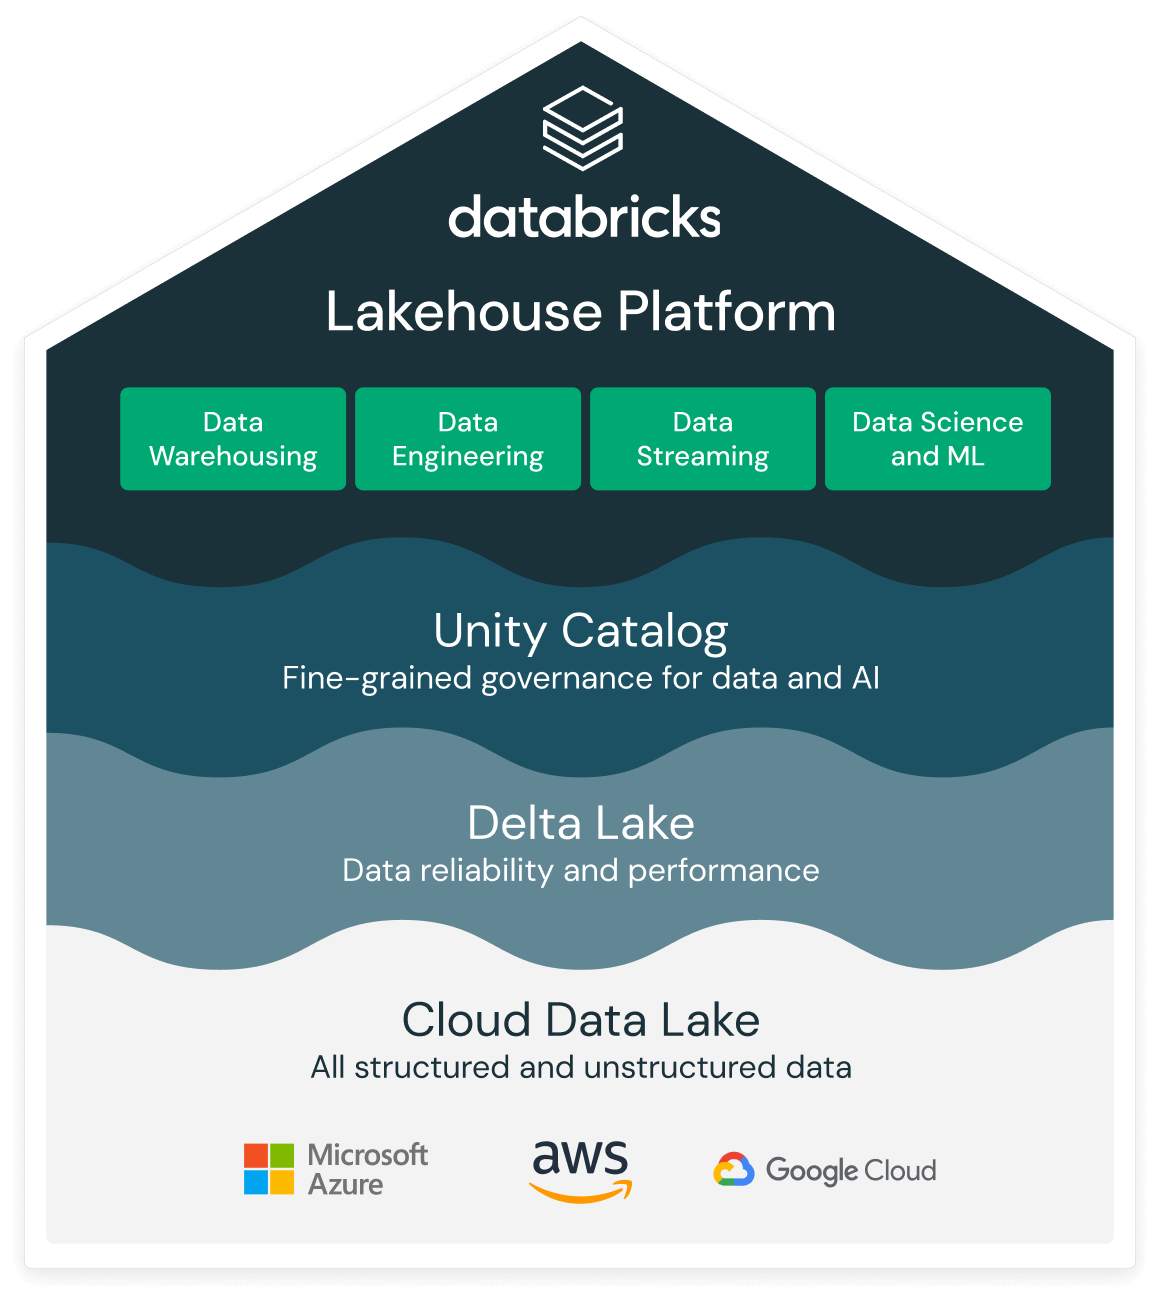 databricks
Lakehouse Platform
Data
Warehousing
Data
Engineering
Data
Streaming
Data Science
and ML
Unity Catalog
Fine-grained governance for data and AI
Delta Lake
Data reliability and performance
Cloud Data Lake
All structured and unstructured data
Microsoft
Azure
aws
Google Cloud